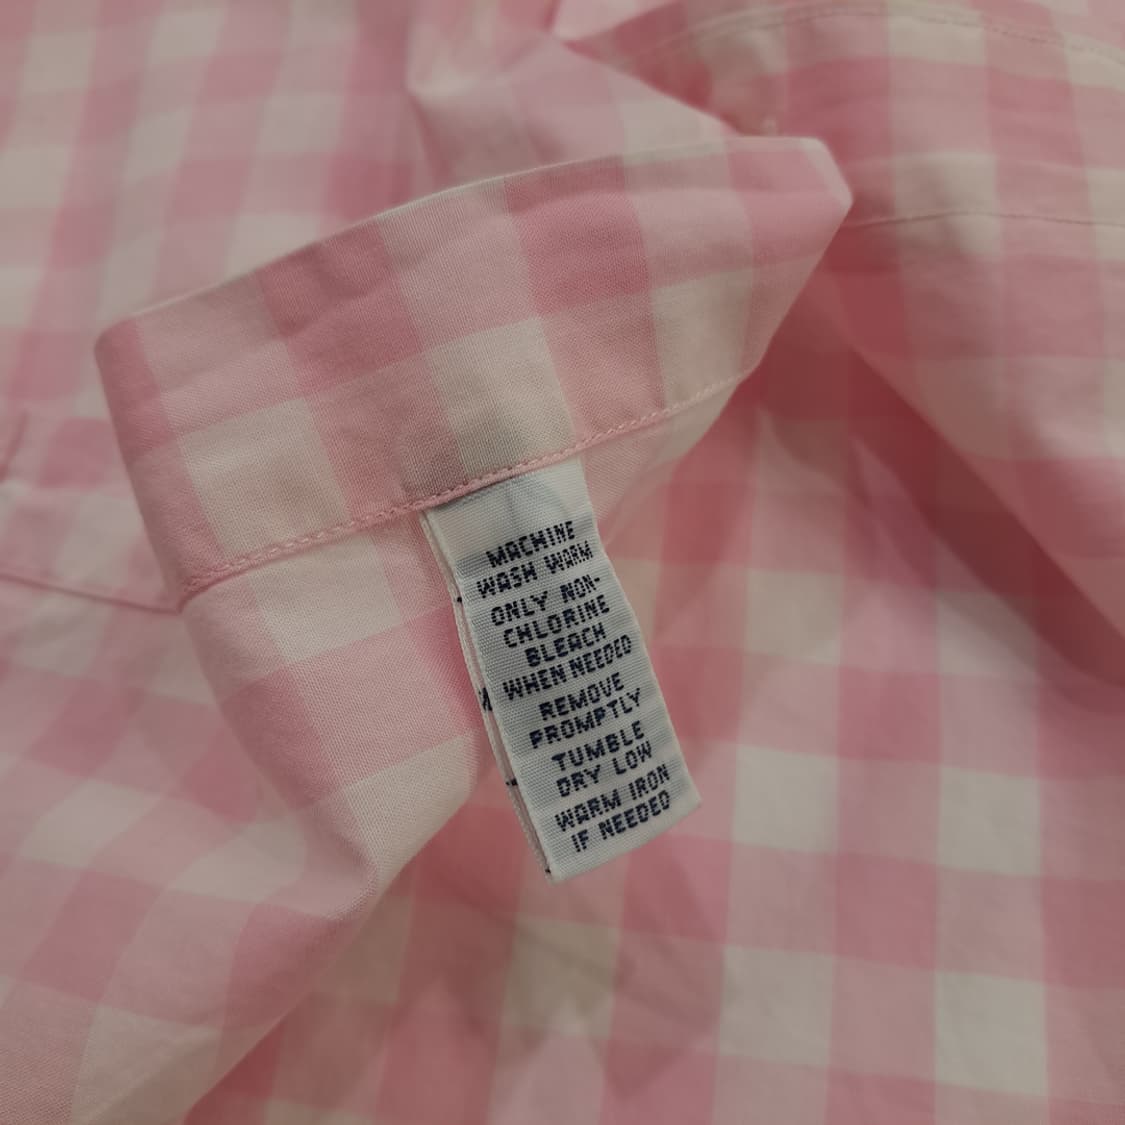 MACHINE
WASH WARM
ONLY NON-
CHLORINE
BLEACH
WHEN NEEDED
REMOVE
PROMPTLY
TUMBLE
DRY LOW
WARM IRON
IF NEEDED